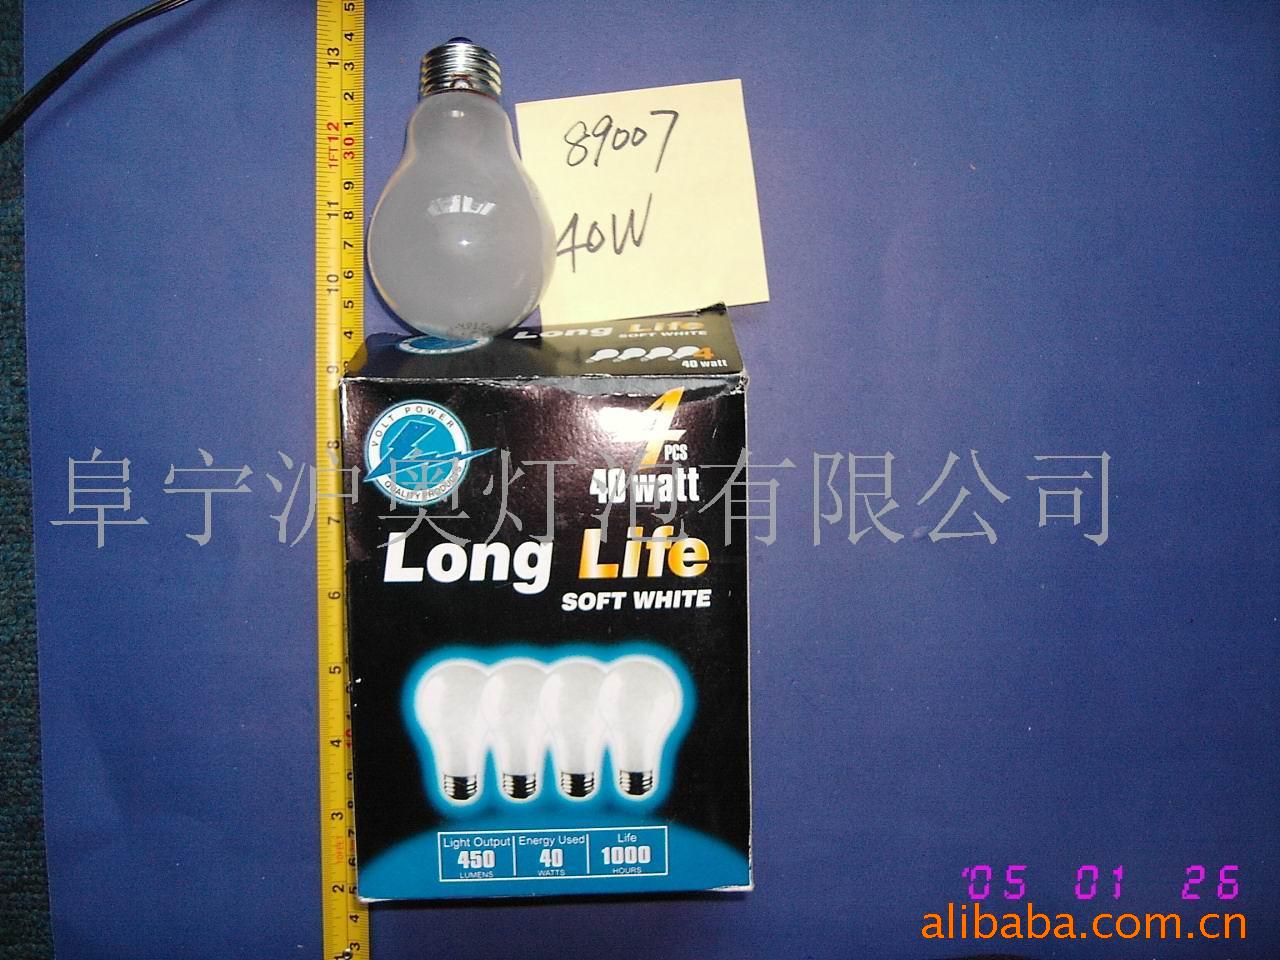 89007
40W
Long Life
SOFT WHITE
4
40 watt
VOLT POWER
QUALITY PRODUCTS
4
PCS
40 watt
阜宁沪奥灯泡有限公司
Long Life
SOFT WHITE
Light Output
450
LUMENS
Energy Used
40
WATTS
Life
1000
HOURS
'05 01 26
alibaba.com.cn